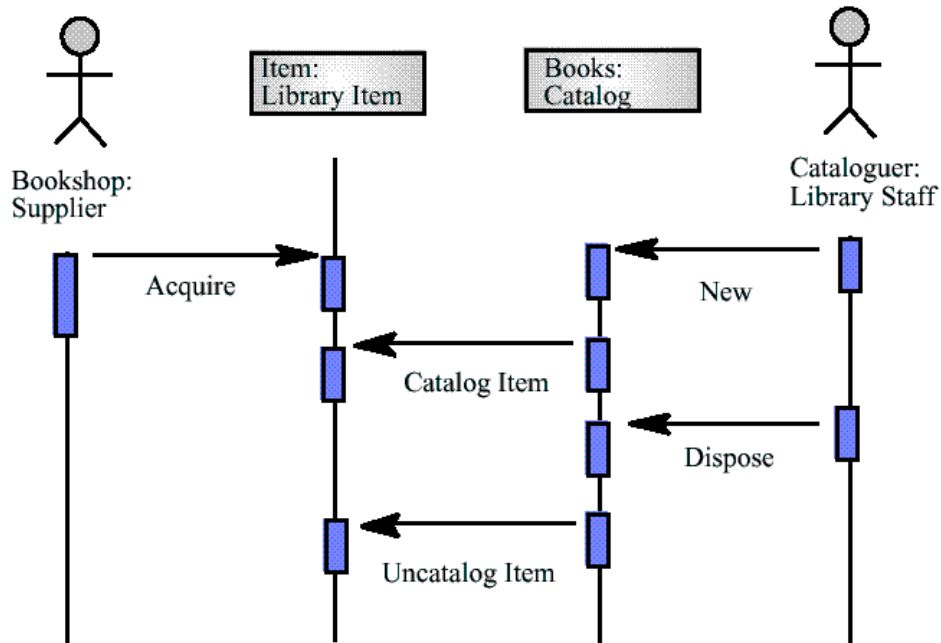 Item:
Library Item
Books:
Catalog
Bookshop:
Supplier
Cataloguer:
Library Staff
Acquire
New
Catalog Item
Dispose
Uncatalog Item